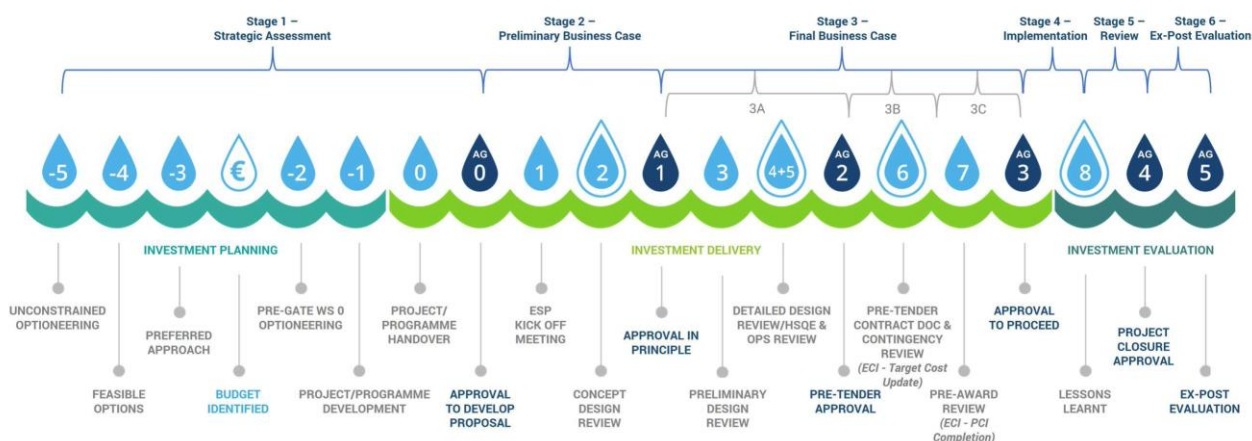 Stage 1 –
Strategic Assessment
Stage 2 –
Preliminary Business Case
Stage 3 –
Final Business Case
Stage 4 –
Implementation
Stage 5 –
Review
Stage 6 –
Ex-Post Evaluation
3A
3B
3C
-5
-4
-3
€
-2
-1
0
AG
0
1
2
AG
1
3
4+5
AG
2
6
7
AG
3
8
AG
4
AG
5
INVESTMENT PLANNING
INVESTMENT DELIVERY
INVESTMENT EVALUATION
UNCONSTRAINED
OPTIONEERING
FEASIBLE
OPTIONS
PREFERRED
APPROACH
BUDGET
IDENTIFIED
PRE-GATE WS 0
OPTIONEERING
PROJECT/PROGRAMME
DEVELOPMENT
PROJECT/
PROGRAMME
HANDOVER
APPROVAL
TO DEVELOP
PROPOSAL
ESP
KICK OFF
MEETING
CONCEPT
DESIGN
REVIEW
APPROVAL IN
PRINCIPLE
PRELIMINARY
DESIGN
REVIEW
DETAILED DESIGN
REVIEW/HSQE &
OPS REVIEW
PRE-TENDER
APPROVAL
PRE-TENDER
CONTRACT DOC &
CONTINGENCY
REVIEW
(ECI - Target Cost
Update)
PRE-AWARD
REVIEW
(ECI - PCI
Completion)
APPROVAL
TO PROCEED
LESSONS
LEARNT
PROJECT
CLOSURE
APPROVAL
EX-POST
EVALUATION